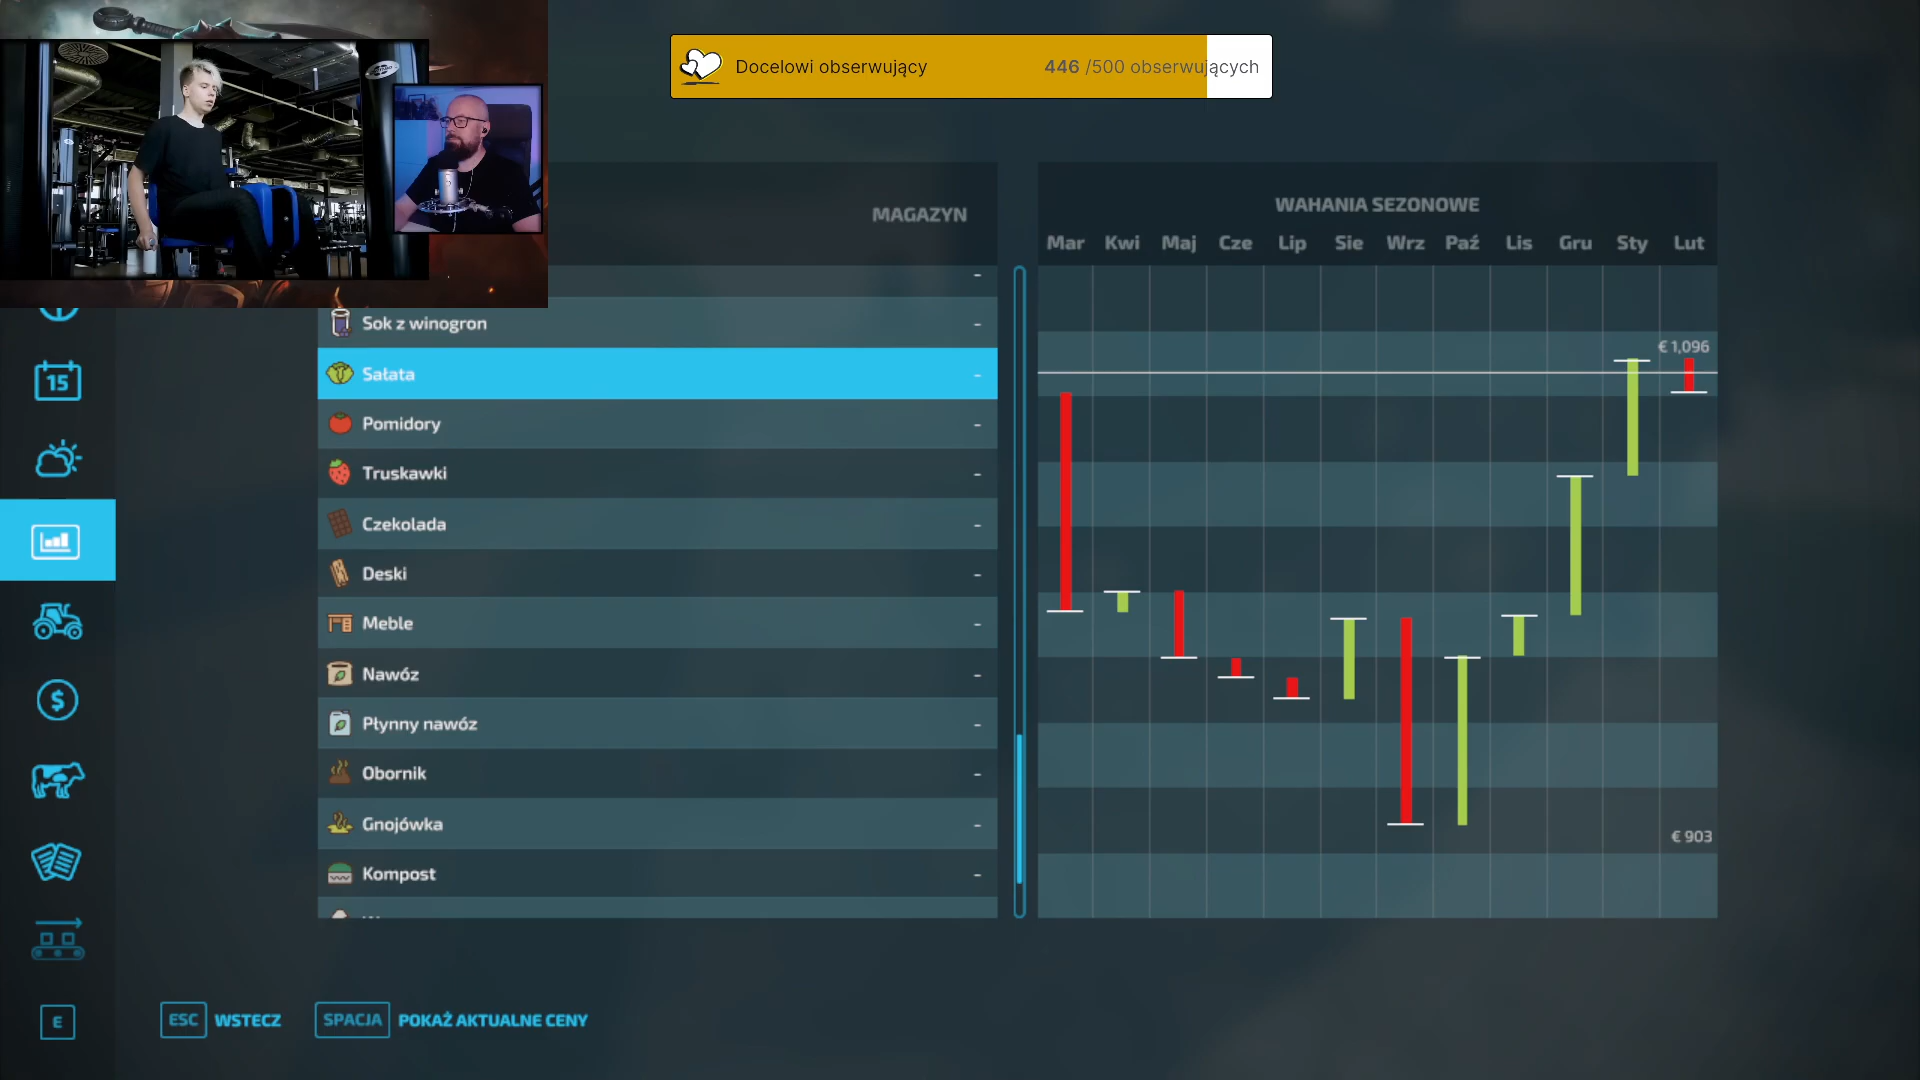 Docelowi obserwujący 446 /500 obserwujących
MAGAZYN
WAHANIA SEZONOWE
Mar Kwi Maj Cze Lip Sie Wrz Paź Lis Gru Sty Lut
-
Sok z winogron -
Sałata -
Pomidory -
Truskawki -
Czekolada -
Deski -
Meble -
Nawóz -
Płynny nawóz -
Obornik -
Gnojówka -
Kompost -
€ 1,096
€ 903
15
$
E
ESC WSTECZ SPACJA POKAŻ AKTUALNE CENY